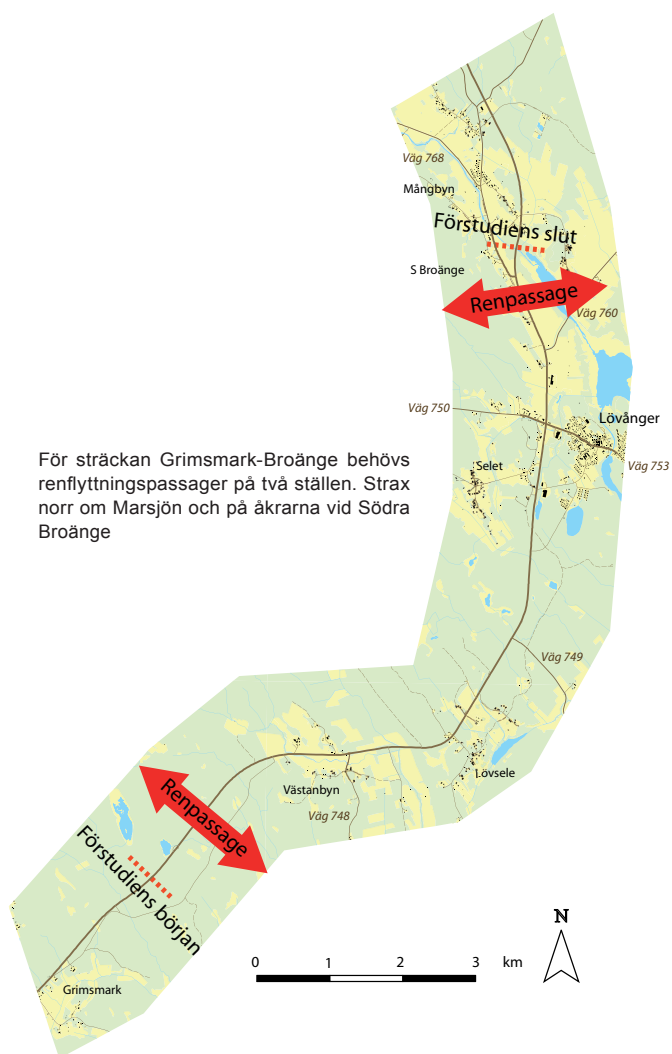 Väg 768
Mångbyn
Förstudiens slut
S Broänge
Renpassage
Väg 760
Väg 750
Lövånger
Väg 753
Selet
För sträckan Grimsmark-Broänge behövs
renflyttningspassager på två ställen. Strax
norr om Marsjön och på åkrarna vid Södra
Broänge
Väg 749
Lövsele
Renpassage
Västanbyn
Väg 748
Förstudiens början
Grimsmark
N
0 1 2 3 km